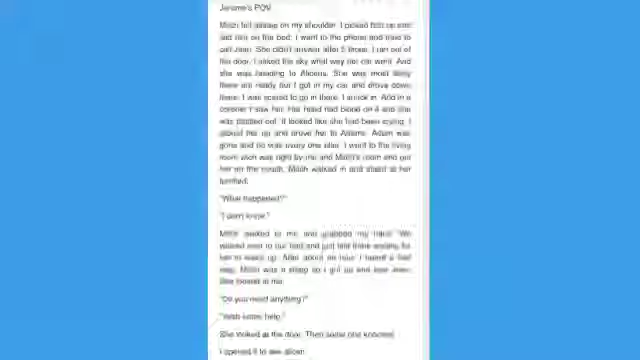 Jerome's POV
Mitch fell asleep on my shoulder. I picked him up and
laid him on the bed. I went to the phone and tried to
call Jean. She didn't answer after 5 times. I ran out of
the door. I asked the sky what way her car went. And
she was heading to Alicens. She was most likely
there are ready but I got in my car and drove down
there. I was scared to go in there. I snuck in. And in a
coroner I saw her. Her head had blood on it and she
was passed out. It looked like she had been crying. I
picked her up and drove her to Adams. Adam was
gone and so was every one else. I went to the living
room wich was right by me and Mitch's room and got
her on the couch. Mitch walked in and stared at her
terrified.
"What happened?"
"I don't know."
Mitch walked to me and grabbed my hand. We
walked over to our bed and just laid there waiting for
her to wake up. After about an hour I heard a foot
step. Mitch was a sleep so I got up and saw Jean.
She looked at me.
"Do you need anything?"
"Yeah some help."
She looked at the door. Then some one knocked.
I opened it to see alicen.